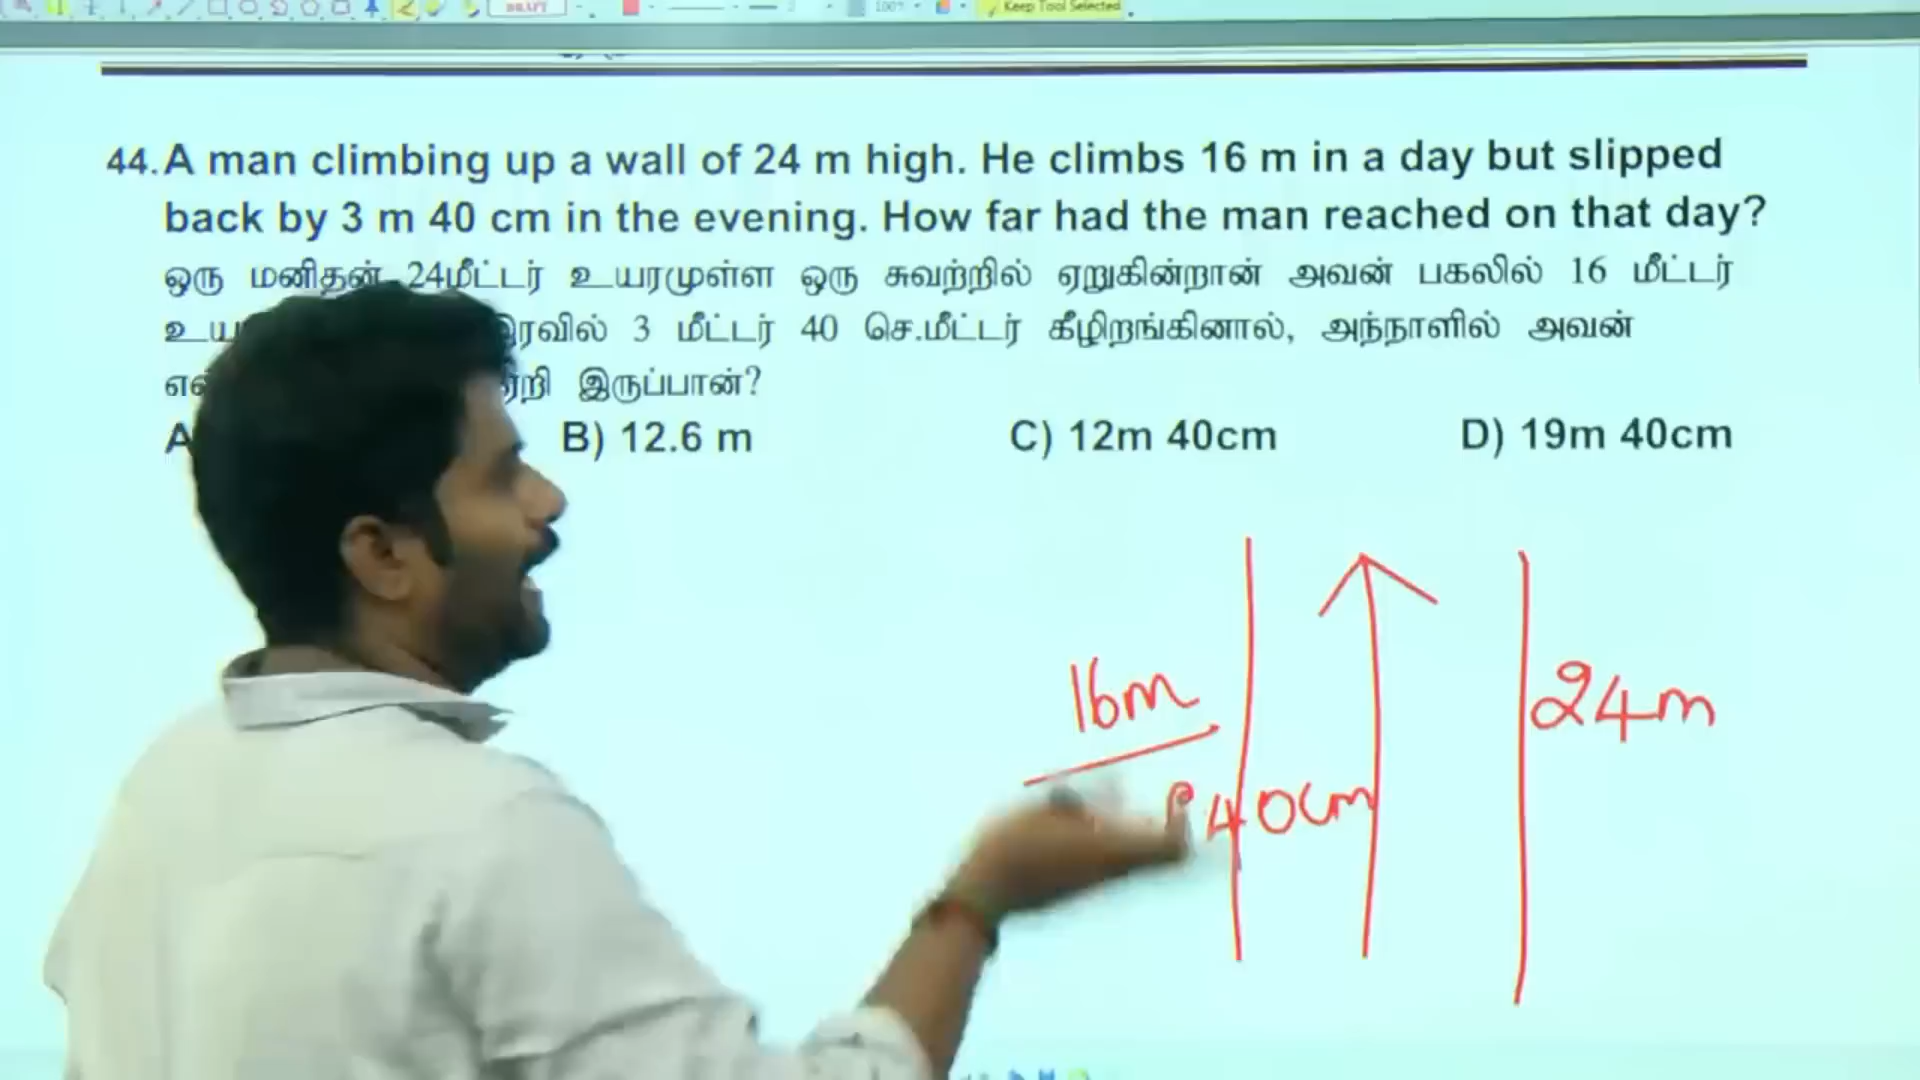 DRAFT
100%
Keep Tool Selected
44. A man climbing up a wall of 24 m high. He climbs 16 m in a day but slipped
back by 3 m 40 cm in the evening. How far had the man reached on that day?
ஒரு மனிதன் 24மீட்டர் உயரமுள்ள ஒரு சுவற்றில் ஏறுகின்றான் அவன் பகலில் 16 மீட்டர்
3 மீட்டர் 40 செ.மீட்டர் கீழிறங்கினால், அந்நாளில் அவன்
இருப்பான்?
B) 12.6 m C) 12m 40cm D) 19m 40cm
16m
24m
40cm